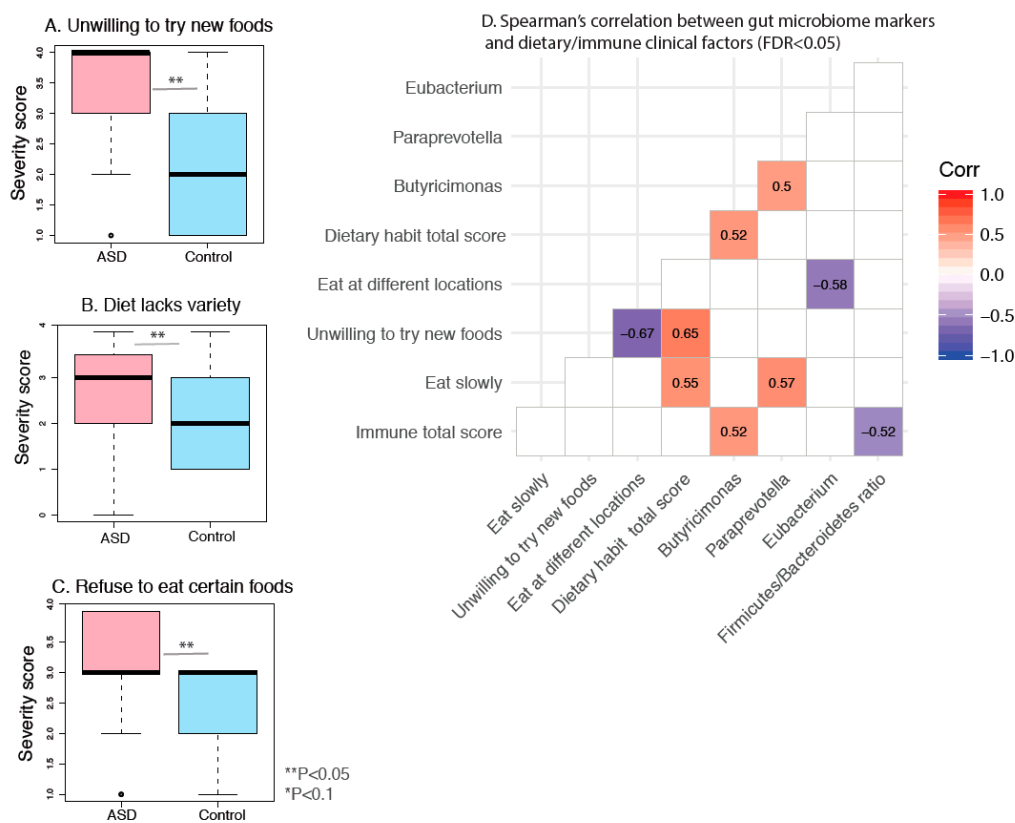 A. Unwilling to try new foods
Severity score
4.0
3.5
3.0
2.5
2.0
1.5
1.0
**
ASD
Control
B. Diet lacks variety
Severity score
4
3
2
1
0
**
ASD
Control
C. Refuse to eat certain foods
Severity score
4.0
3.5
3.0
2.5
2.0
1.5
1.0
**
ASD
Control
**P<0.05
*P<0.1
D. Spearman's correlation between gut microbiome markers
and dietary/immune clinical factors (FDR<0.05)
Eubacterium
Paraprevotella
Butyricimonas
0.5
Dietary habit total score
0.52
Eat at different locations
−0.58
Unwilling to try new foods
−0.67
0.65
Eat slowly
0.55
0.57
Immune total score
0.52
−0.52
Eat slowly
Unwilling to try new foods
Eat at different locations
Dietary habit total score
Butyricimonas
Paraprevotella
Eubacterium
Firmicutes/Bacteroidetes ratio
Corr
1.0
0.5
0.0
−0.5
−1.0